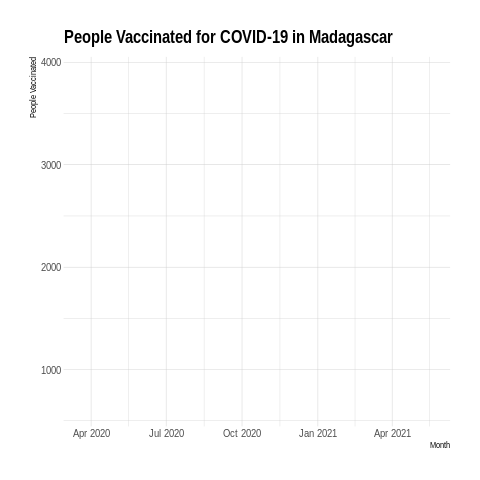 People Vaccinated for COVID-19 in Madagascar
People Vaccinated
4000
3000
2000
1000
Apr 2020 Jul 2020 Oct 2020 Jan 2021 Apr 2021
Month